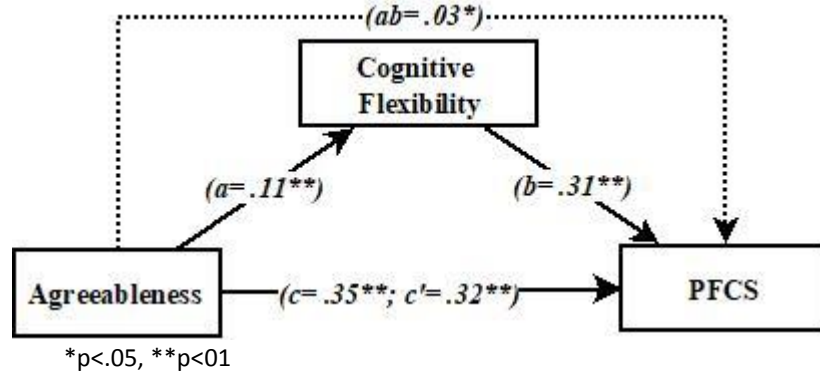 (ab= .03*)
Cognitive
Flexibility
(a= .11**)
(b= .31**)
Agreeableness
(c= .35**; c'= .32**)
PFCS
*p<.05, **p<01